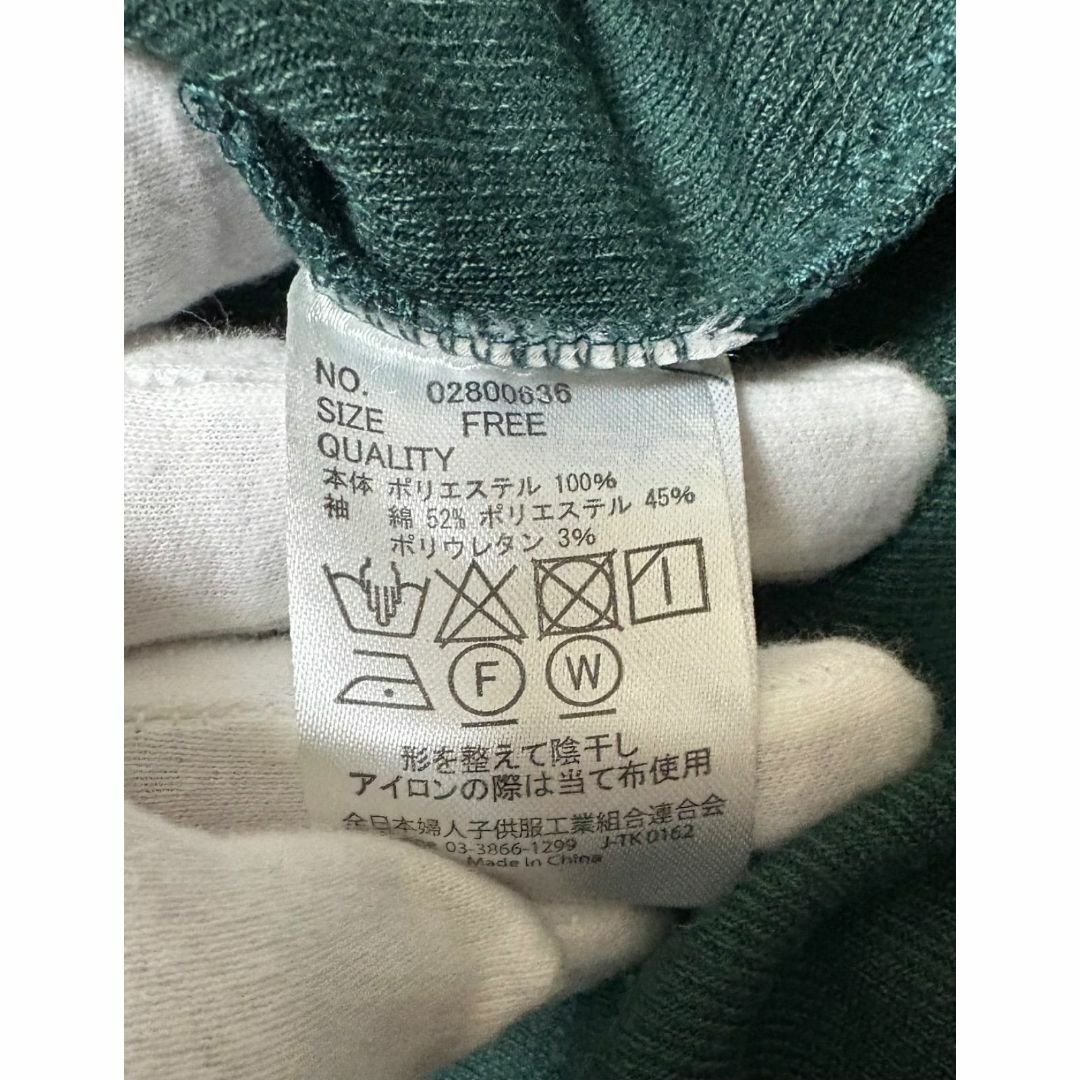 NO. 02800636
SIZE FREE
QUALITY
本体 ポリエステル 100%
袖 綿 52% ポリエステル 45%
ポリウレタン 3%
F W
形を整えて陰干し
アイロンの際は当て布使用
全日本婦人子供服工業組合連合会
03-3866-1299 J-TK 0162
Made in China